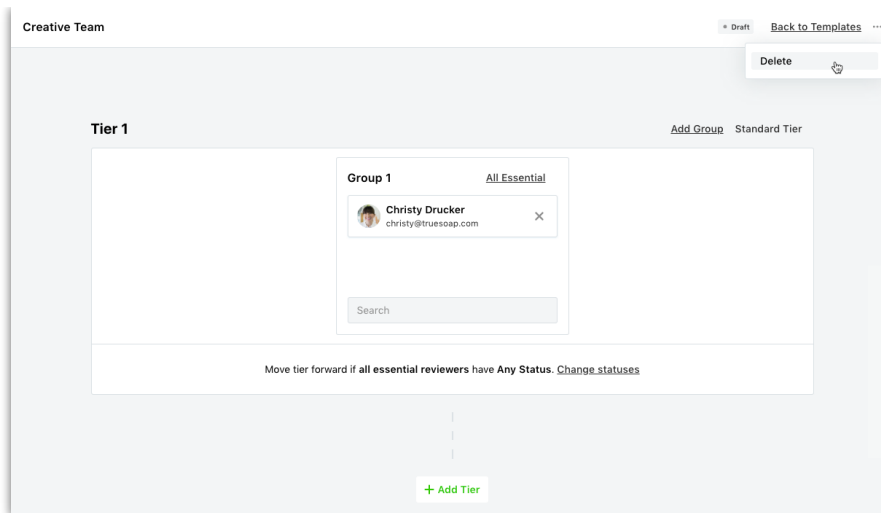 Creative Team
Draft
Back to Templates
...
Delete
Tier 1
Add Group
Standard Tier
Group 1
All Essential
Christy Drucker
christy@truesoap.com
Search
Move tier forward if all essential reviewers have Any Status. Change statuses
+ Add Tier